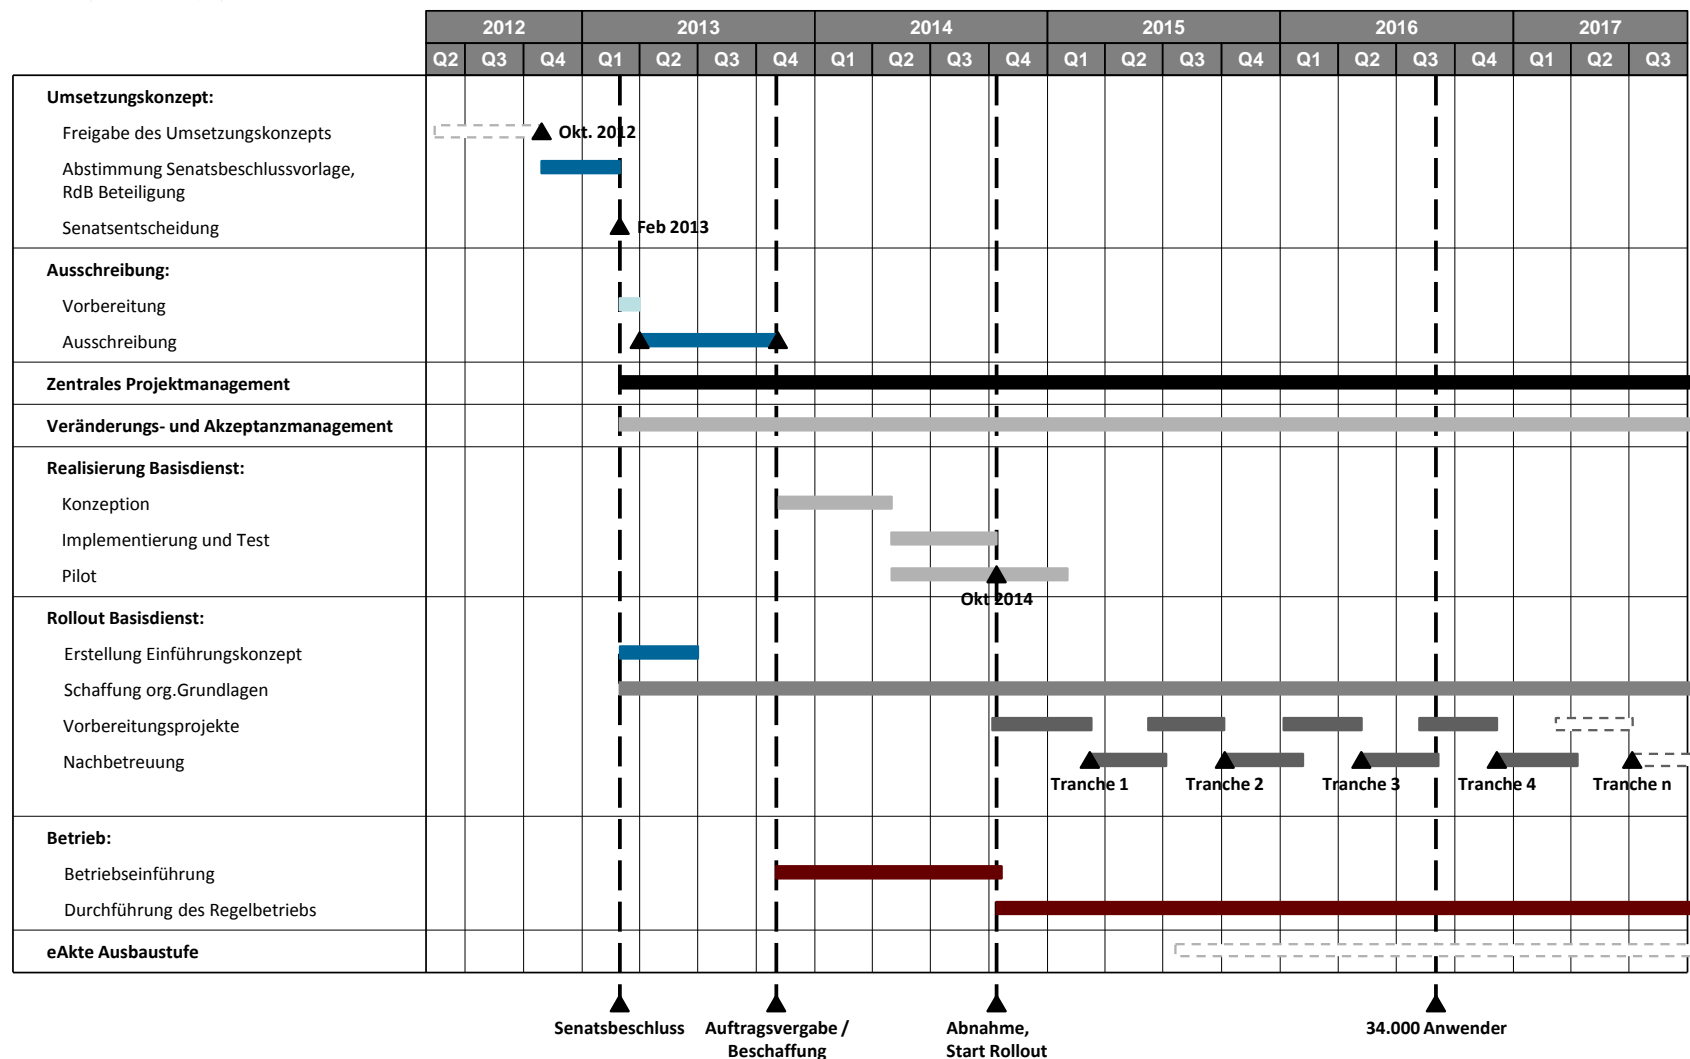 2012 2013 2014 2015 2016 2017
Q2 Q3 Q4 Q1 Q2 Q3 Q4 Q1 Q2 Q3 Q4 Q1 Q2 Q3 Q4 Q1 Q2 Q3 Q4 Q1 Q2 Q3
Umsetzungskonzept:
Freigabe des Umsetzungskonzepts Okt. 2012
Abstimmung Senatsbeschlussvorlage,
RdB Beteiligung
Senatsentscheidung Feb 2013
Ausschreibung:
Vorbereitung
Ausschreibung
Zentrales Projektmanagement
Veränderungs- und Akzeptanzmanagement
Realisierung Basisdienst:
Konzeption
Implementierung und Test
Pilot
Okt 2014
Rollout Basisdienst:
Erstellung Einführungskonzept
Schaffung org.Grundlagen
Vorbereitungsprojekte
Nachbetreuung
Tranche 1 Tranche 2 Tranche 3 Tranche 4 Tranche n
Betrieb:
Betriebseinführung
Durchführung des Regelbetriebs
eAkte Ausbaustufe
Senatsbeschluss Auftragsvergabe / Abnahme, 34.000 Anwender
Beschaffung Start Rollout